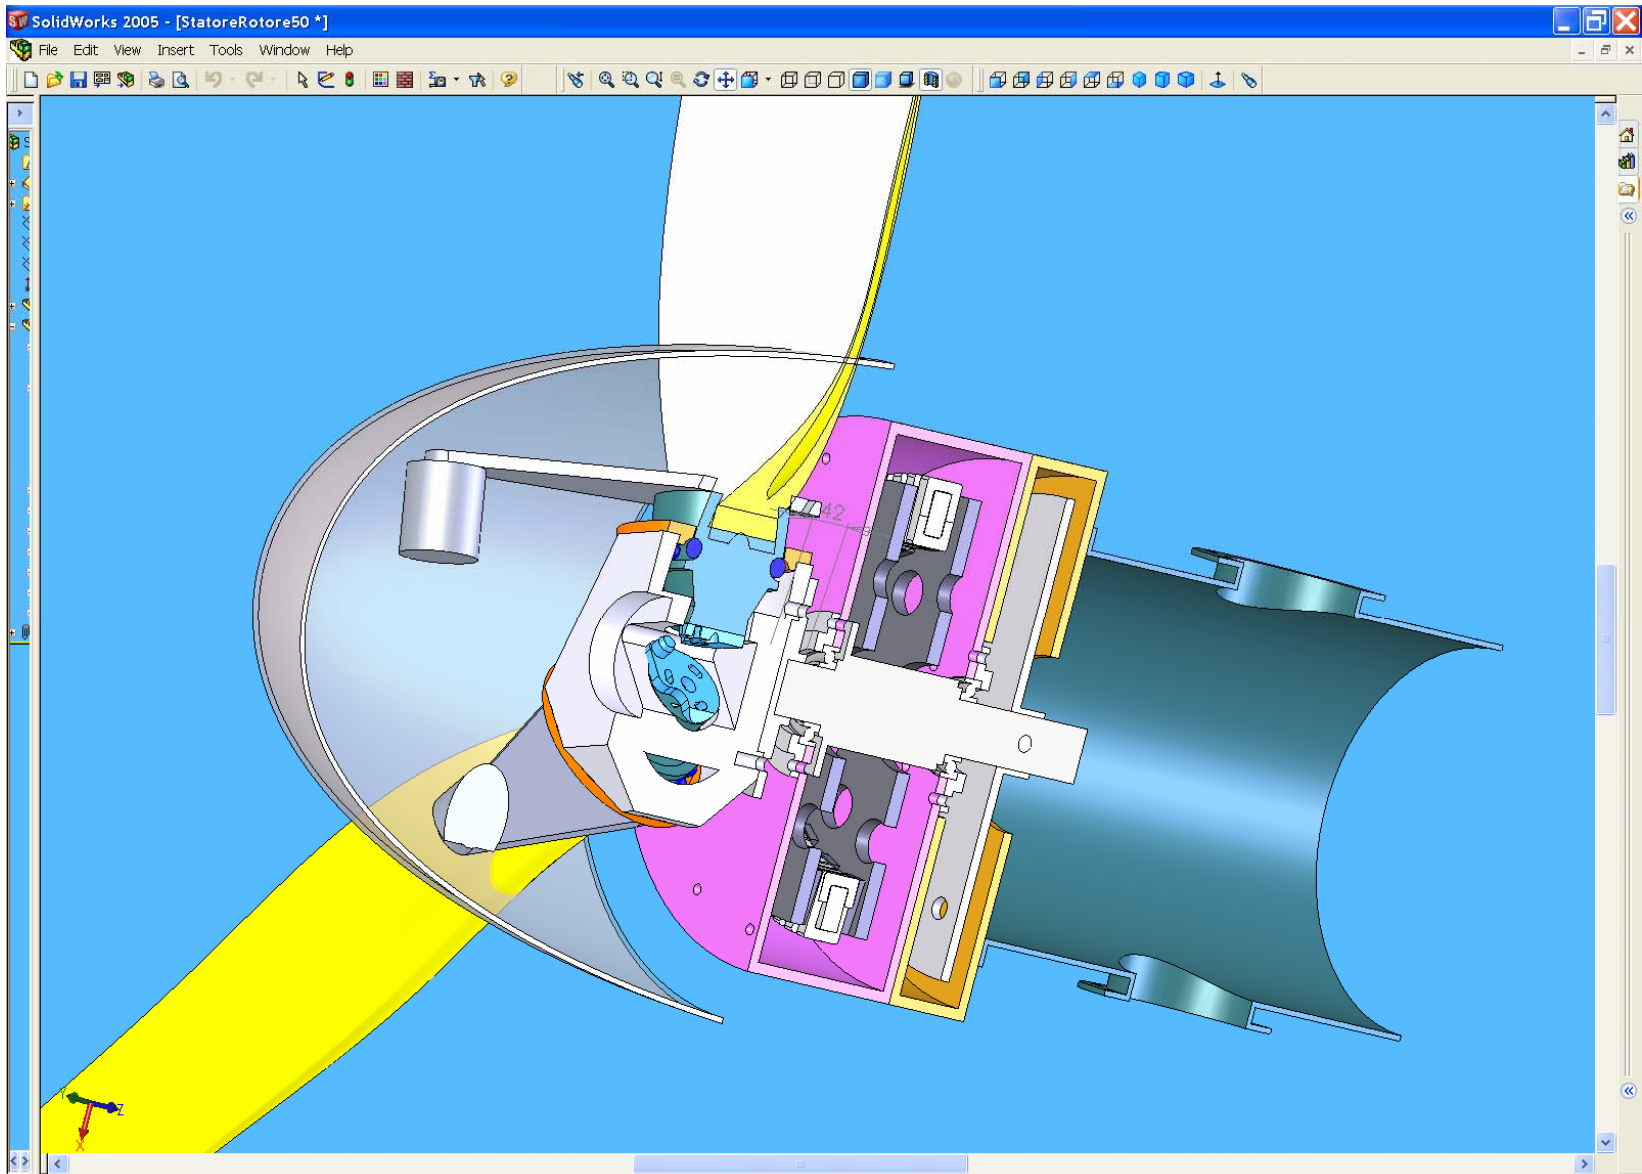 SolidWorks 2005 - [StatoreRotore50 *]
File Edit View Insert Tools Window Help
S
42
Y
Z
X